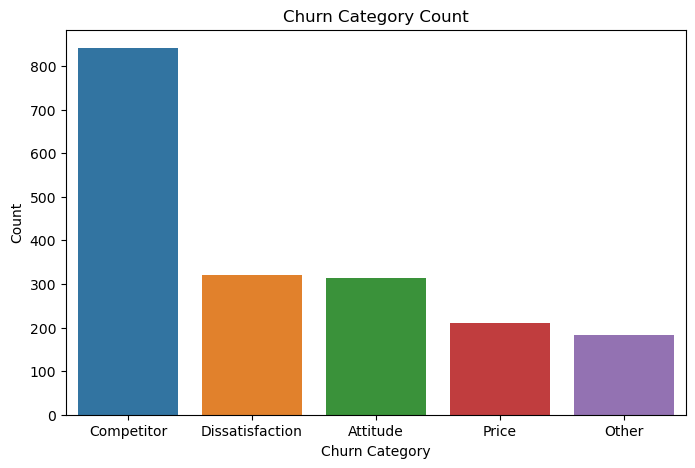 Churn Category Count
Count
800
700
600
500
400
300
200
100
0
Competitor Dissatisfaction Attitude Price Other
Churn Category